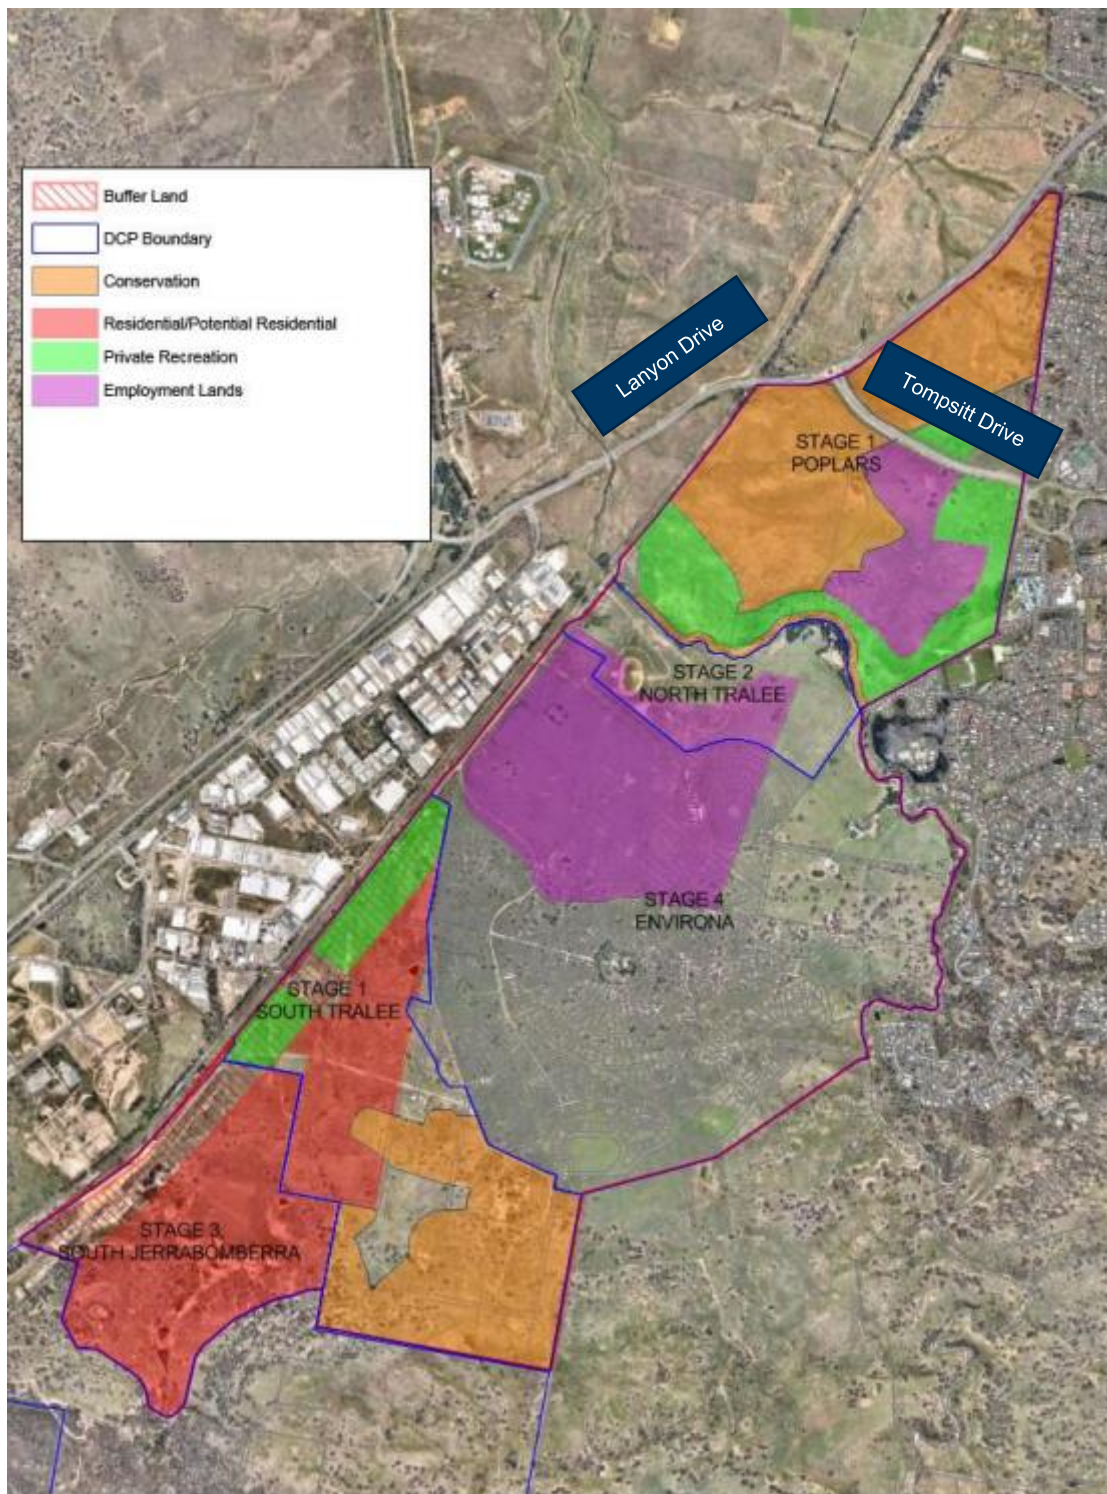 Buffer Land
DCP Boundary
Conservation
Residential/Potential Residential
Private Recreation
Employment Lands
Lanyon Drive
Tompsitt Drive
STAGE 1
POPLARS
STAGE 2
NORTH TRALEE
STAGE 4
ENVIRONA
STAGE 1
SOUTH TRALEE
STAGE 3,
SOUTH JERRABOMBERRA